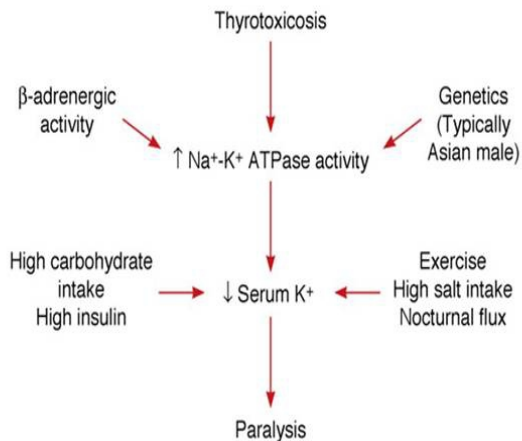 Thyrotoxicosis
β-adrenergic
activity
Genetics
(Typically
Asian male)
↑ Na⁺-K⁺ ATPase activity
High carbohydrate
intake
High insulin
↓ Serum K⁺
Exercise
High salt intake
Nocturnal flux
Paralysis